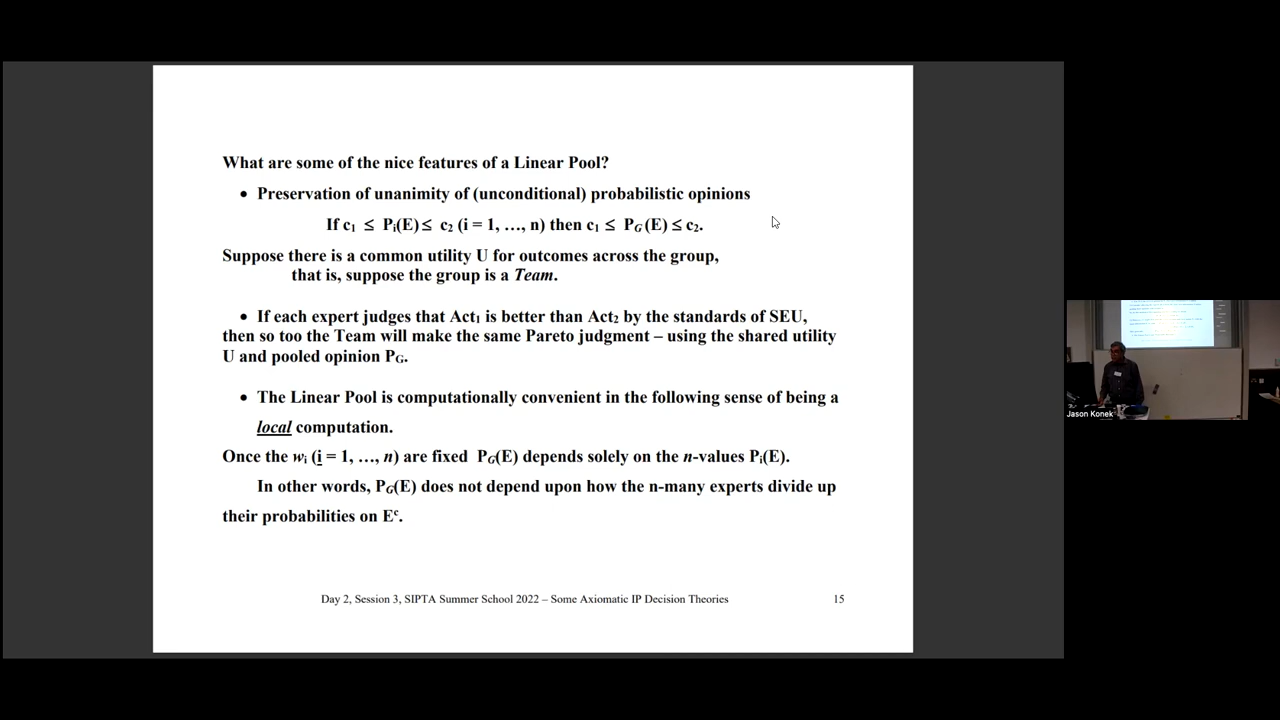 What are some of the nice features of a Linear Pool?
• Preservation of unanimity of (unconditional) probabilistic opinions
If c₁ ≤ Pᵢ(E) ≤ c₂ (i = 1, …, n) then c₁ ≤ P_G (E) ≤ c₂.
Suppose there is a common utility U for outcomes across the group,
that is, suppose the group is a Team.
• If each expert judges that Act₁ is better than Act₂ by the standards of SEU,
then so too the Team will make the same Pareto judgment – using the shared utility
U and pooled opinion P_G.
• The Linear Pool is computationally convenient in the following sense of being a
local computation.
Once the wᵢ (i = 1, …, n) are fixed P_G(E) depends solely on the n-values Pᵢ(E).
In other words, P_G(E) does not depend upon how the n-many experts divide up
their probabilities on Eᶜ.
Day 2, Session 3, SIPTA Summer School 2022 – Some Axiomatic IP Decision Theories 15
Jason Konek